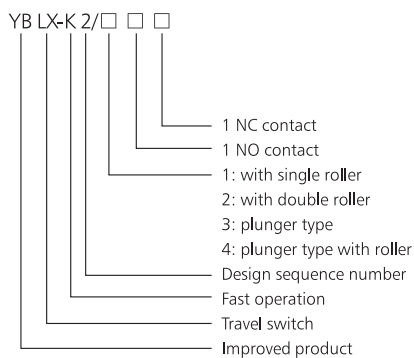 YB LX-K 2/□ □ □
1 NC contact
1 NO contact
1: with single roller
2: with double roller
3: plunger type
4: plunger type with roller
Design sequence number
Fast operation
Travel switch
Improved product